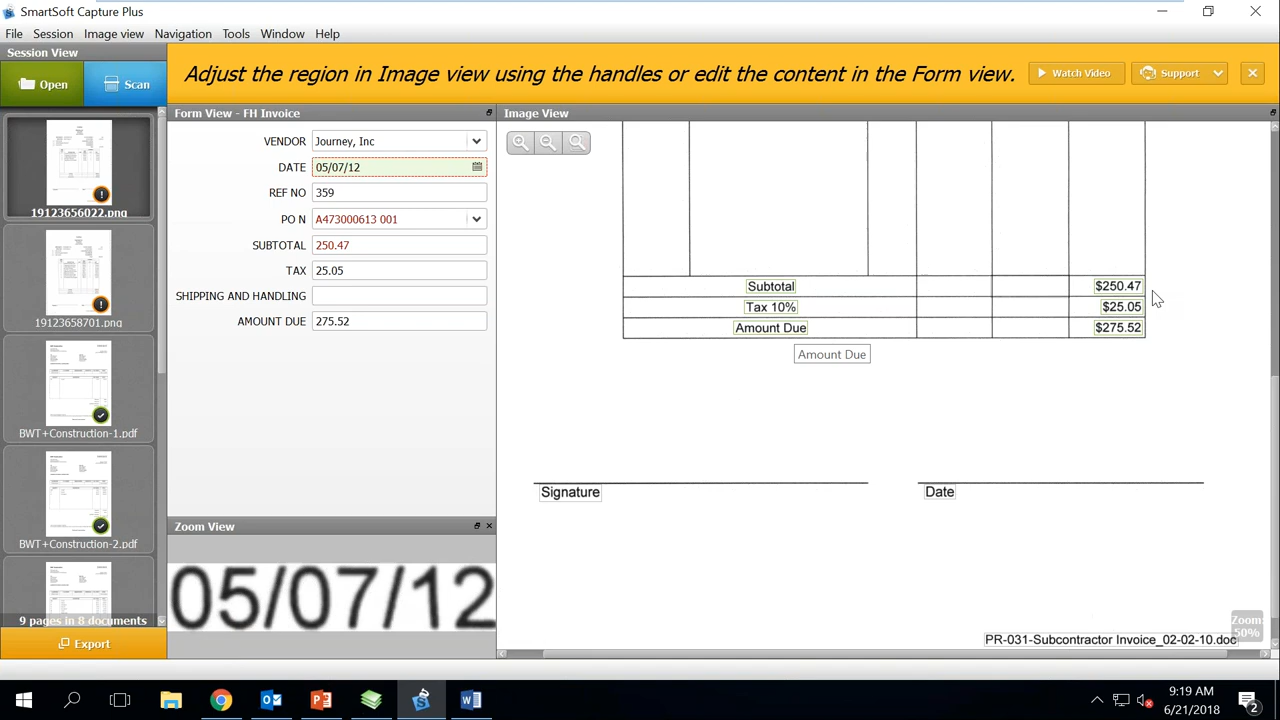 SmartSoft Capture Plus
File Session Image view Navigation Tools Window Help
Session View
Open Scan
Adjust the region in Image view using the handles or edit the content in the Form view.
Watch Video Support
19123656022.png
19123658701.png
BWT+Construction-1.pdf
BWT+Construction-2.pdf
9 pages in 8 documents
Export
Form View - FH Invoice
VENDOR Journey, Inc
DATE 05/07/12
REF NO 359
PO N A473000613 001
SUBTOTAL 250.47
TAX 25.05
SHIPPING AND HANDLING
AMOUNT DUE 275.52
Zoom View
05/07/12
Image View
Subtotal $250.47
Tax 10% $25.05
Amount Due $275.52
Amount Due
Signature Date
Zoom:
50%
PR-031-Subcontractor Invoice_02-02-10.doc
9:19 AM
6/21/2018
2